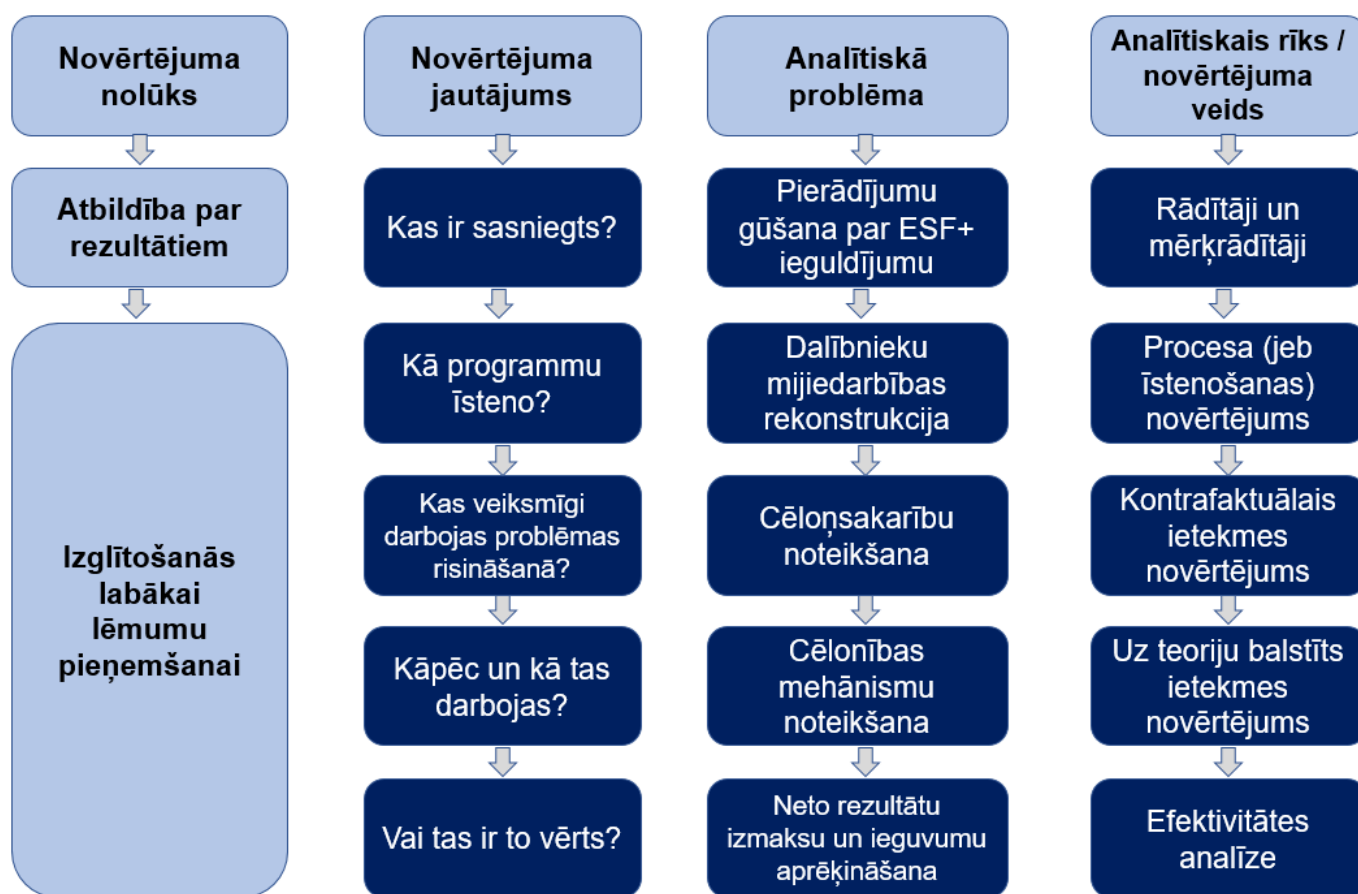 Novērtējuma
nolūks
Novērtējuma
jautājums
Analītiskā
problēma
Analītiskais rīks /
novērtējuma
veids
Atbildība par
rezultātiem
Kas ir sasniegts?
Pierādījumu
gūšana par ESF+
ieguldījumu
Rādītāji un
mērķrādītāji
Izglītošanās
labākai
lēmumu
pieņemšanai
Kā programmu
īsteno?
Dalībnieku
mijiedarbības
rekonstrukcija
Procesa (jeb
īstenošanas)
novērtējums
Kas veiksmīgi
darbojas problēmas
risināšanā?
Cēloņsakarību
noteikšana
Kontrafaktuālais
ietekmes
novērtējums
Kāpēc un kā tas
darbojas?
Cēlonības
mehānismu
noteikšana
Uz teoriju balstīts
ietekmes
novērtējums
Vai tas ir to vērts?
Neto rezultātu
izmaksu un ieguvumu
aprēķināšana
Efektivitātes
analīze